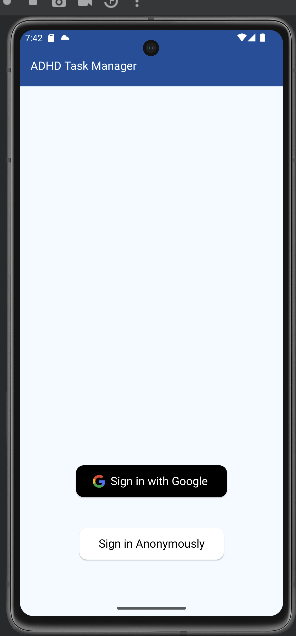 7:42
ADHD Task Manager
Sign in with Google
Sign in Anonymously